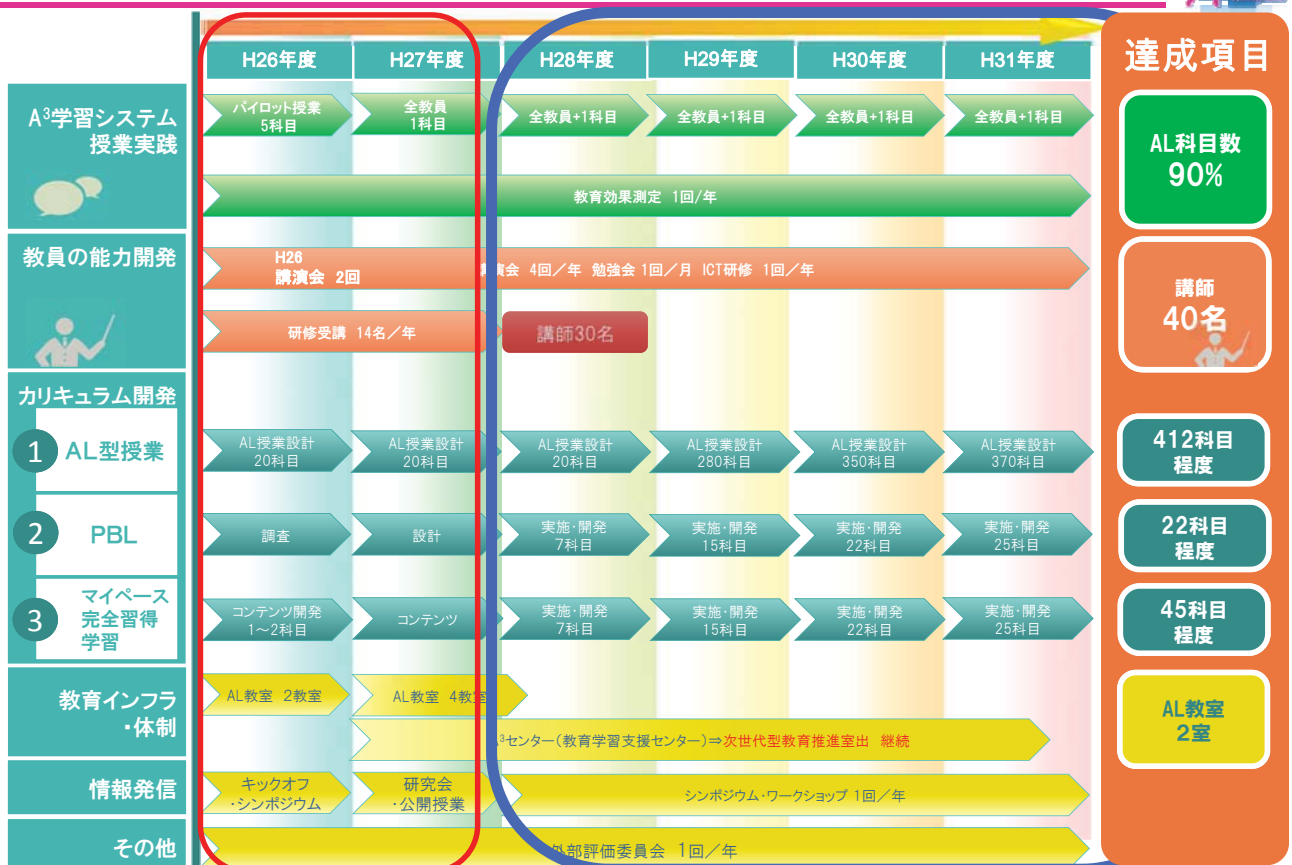 H26年度
H27年度
H28年度
H29年度
H30年度
H31年度
達成項目
A³学習システム
授業実践
パイロット授業
5科目
全教員
1科目
全教員+1科目
全教員+1科目
全教員+1科目
全教員+1科目
教育効果測定 1回/年
AL科目数
90%
教員の能力開発
H26
講演会 2回
演会 4回／年 勉強会 1回／月 ICT研修 1回／年
研修受講 14名／年
講師30名
講師
40名
カリキュラム開発
1 AL型授業
AL授業設計
20科目
AL授業設計
20科目
AL授業設計
20科目
AL授業設計
280科目
AL授業設計
350科目
AL授業設計
370科目
412科目
程度
2 PBL
調査
設計
実施・開発
7科目
実施・開発
15科目
実施・開発
22科目
実施・開発
25科目
22科目
程度
3 マイペース
完全習得
学習
コンテンツ開発
1～2科目
コンテンツ
実施・開発
7科目
実施・開発
15科目
実施・開発
22科目
実施・開発
25科目
45科目
程度
教育インフラ
・体制
AL教室 2教室
AL教室 4教室
³センター(教育学習支援センター)⇒次世代型教育推進室出 継続
AL教室
2室
情報発信
キックオフ
・シンポジウム
研究会
・公開授業
シンポジウム・ワークショップ 1回／年
その他
外部評価委員会 1回／年